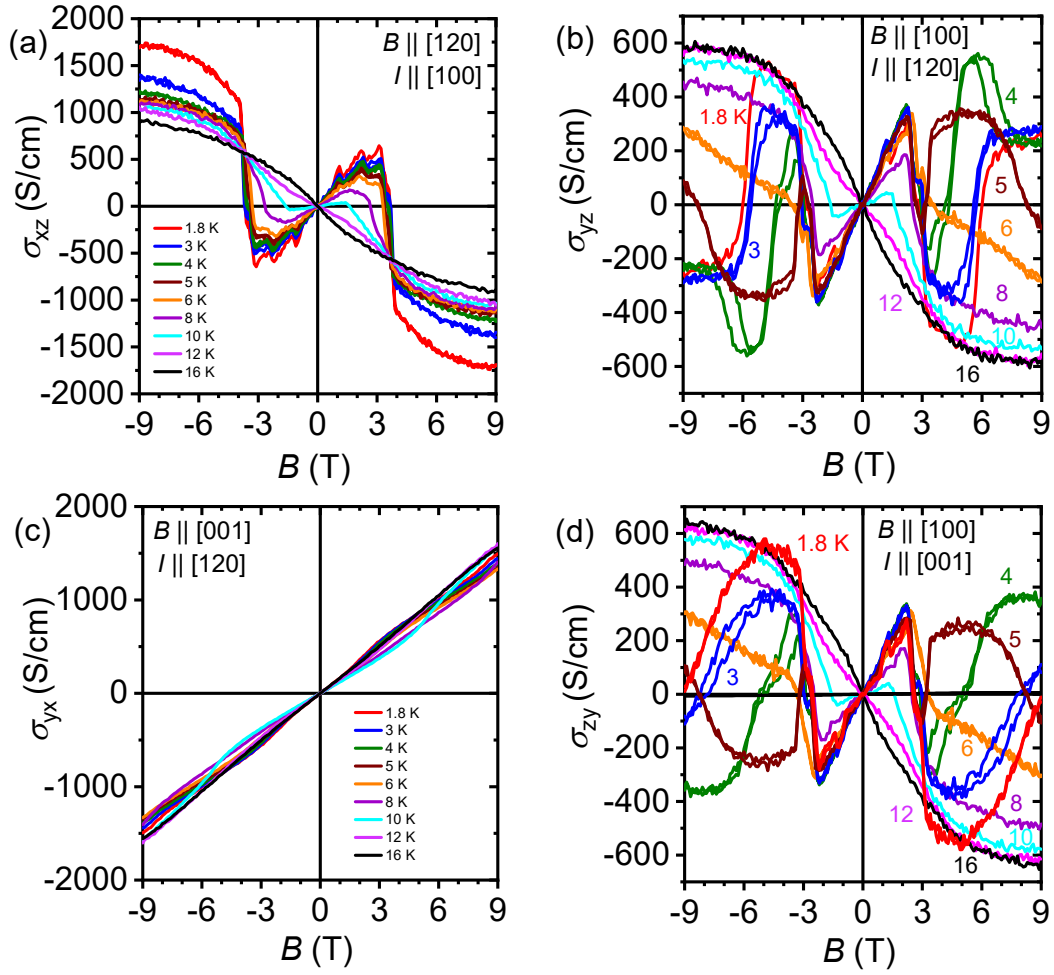 (a)
B || [120]
I || [100]
σxz (S/cm)
2000
1500
1000
500
0
-500
-1000
-1500
-2000
1.8 K
3 K
4 K
5 K
6 K
8 K
10 K
12 K
16 K
-9 -6 -3 0 3 6 9
B (T)
(b)
B || [100]
I || [120]
σyz (S/cm)
600
400
200
0
-200
-400
-600
1.8 K
4
5
6
3
8
12
10
16
-9 -6 -3 0 3 6 9
B (T)
(c)
B || [001]
I || [120]
σyx (S/cm)
2000
1000
0
-1000
-2000
1.8 K
3 K
4 K
5 K
6 K
8 K
10 K
12 K
16 K
-9 -6 -3 0 3 6 9
B (T)
(d)
B || [100]
I || [001]
σzy (S/cm)
600
400
200
0
-200
-400
-600
1.8 K
4
5
3
6
8
12
10
16
-9 -6 -3 0 3 6 9
B (T)